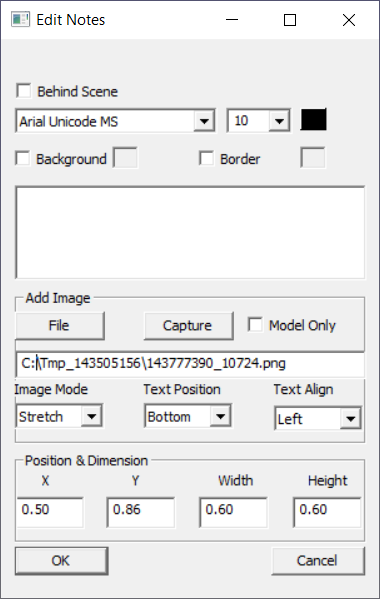 Edit Notes
Behind Scene
Arial Unicode MS 10
Background Border
Add Image
File Capture Model Only
C:\Tmp_143505156\143777390_10724.png
Image Mode Text Position Text Align
Stretch Bottom Left
Position & Dimension
X Y Width Height
0.50 0.86 0.60 0.60
OK Cancel